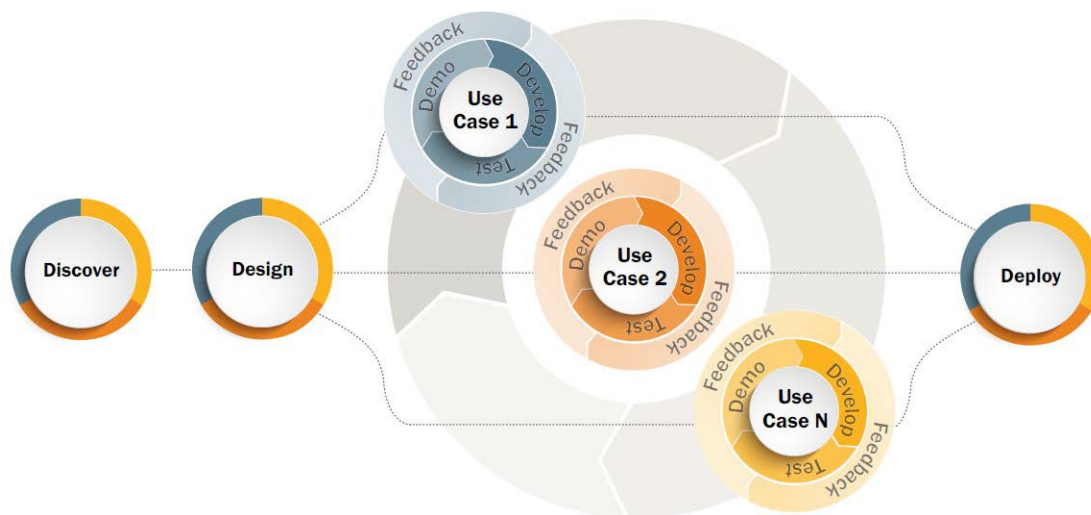 Discover
Design
Feedback
Demo
Develop
Test
Feedback
Use
Case 1
Feedback
Demo
Develop
Test
Feedback
Use
Case 2
Feedback
Demo
Develop
Test
Feedback
Use
Case N
Deploy